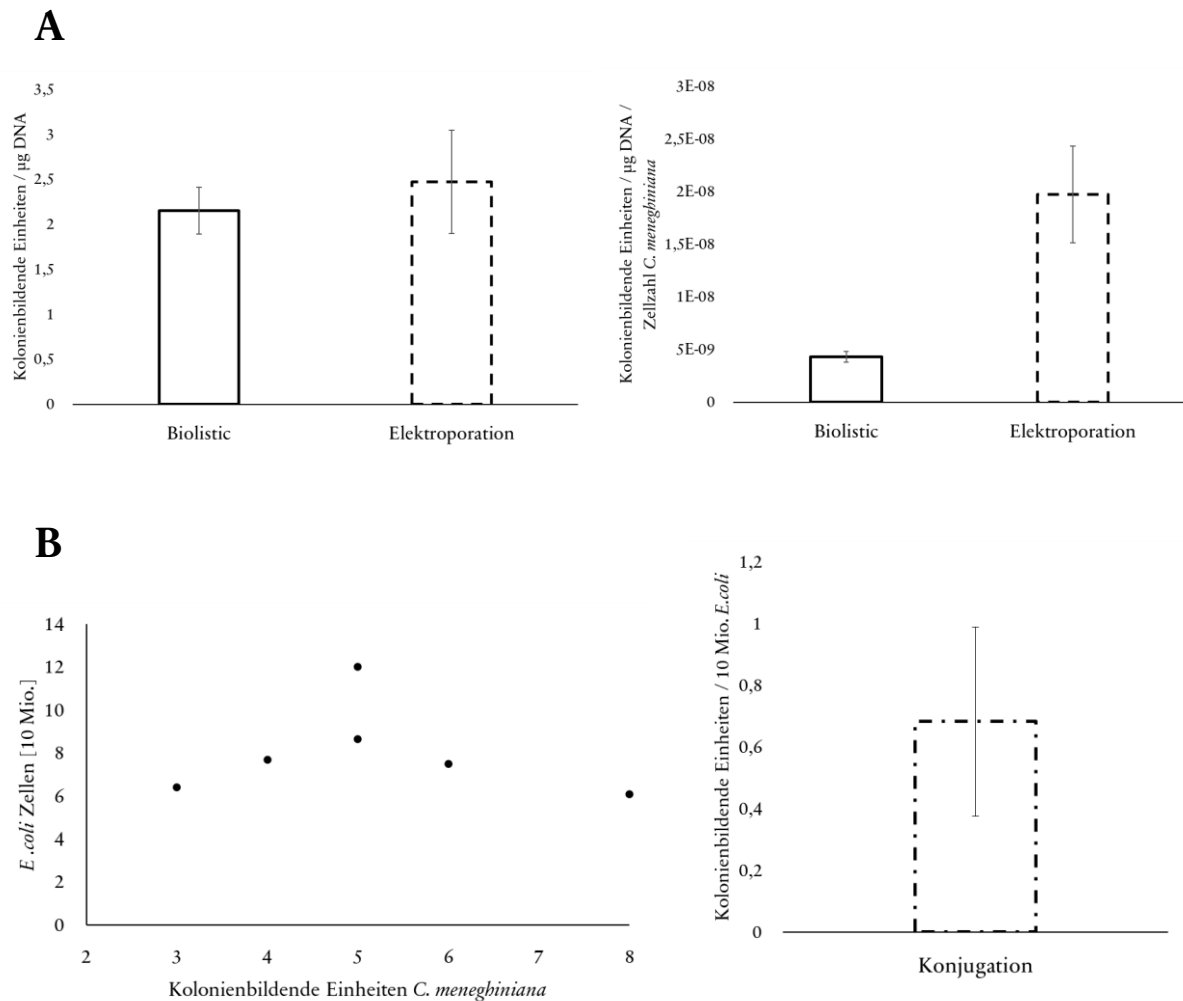 A
Kolonienbildende Einheiten / µg DNA
3,5
3
2,5
2
1,5
1
0,5
0
Biolistic
Elektroporation
Kolonienbildende Einheiten / µg DNA /
Zellzahl C. meneghiniana
3E-08
2,5E-08
2E-08
1,5E-08
1E-08
5E-09
0
Biolistic
Elektroporation
B
E .coli Zellen [10 Mio.]
14
12
10
8
6
4
2
0
2 3 4 5 6 7 8
Kolonienbildende Einheiten C. meneghiniana
Kolonienbildende Einheiten / 10 Mio. E.coli
1,2
1
0,8
0,6
0,4
0,2
0
Konjugation